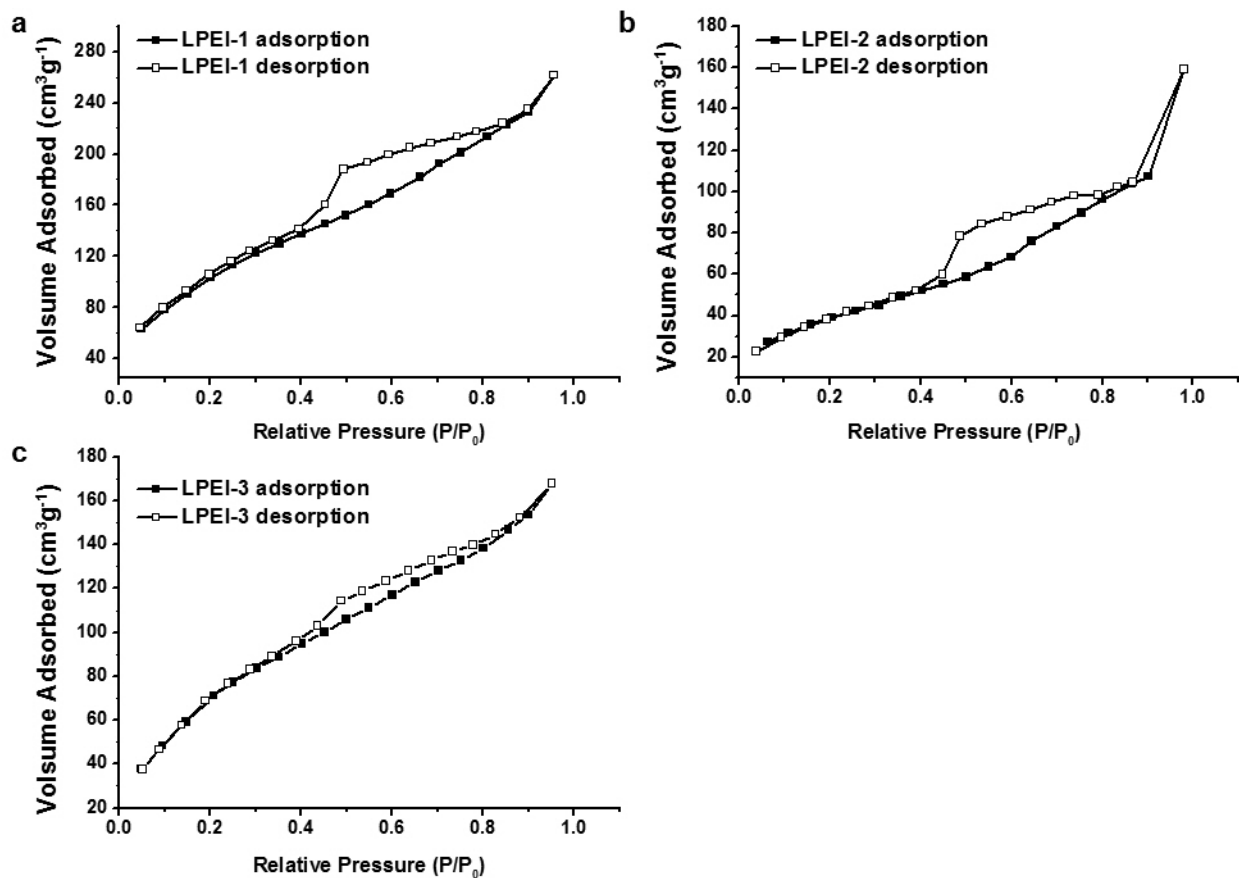 a
LPEI-1 adsorption
LPEI-1 desorption
Volsume Adsorbed (cm³g⁻¹)
280
240
200
160
120
80
40
0.0 0.2 0.4 0.6 0.8 1.0
Relative Pressure (P/P₀)
b
LPEI-2 adsorption
LPEI-2 desorption
Volsume Adsorbed (cm³g⁻¹)
180
160
140
120
100
80
60
40
20
0.0 0.2 0.4 0.6 0.8 1.0
Relative Pressure (P/P₀)
c
LPEI-3 adsorption
LPEI-3 desorption
Volsume Adsorbed (cm³g⁻¹)
180
160
140
120
100
80
60
40
20
0.0 0.2 0.4 0.6 0.8 1.0
Relative Pressure (P/P₀)